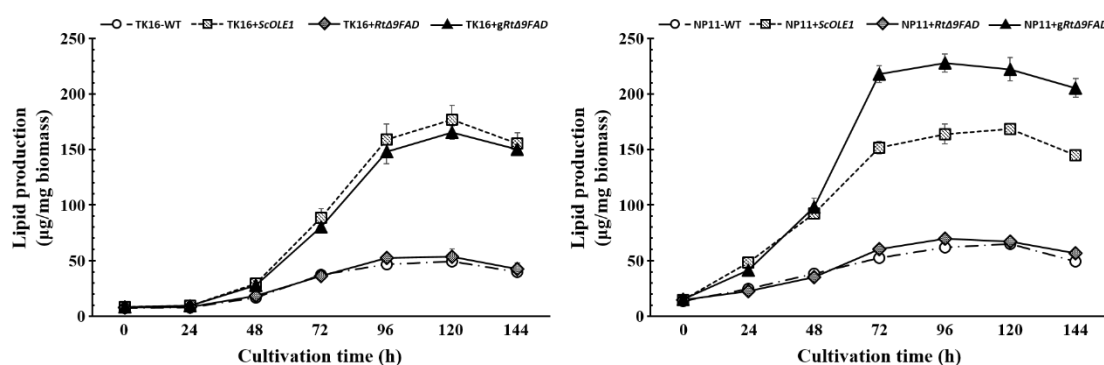 TK16-WT TK16+ScOLE1 TK16+RtΔ9FAD TK16+gRtΔ9FAD
250
200
150
100
50
0
Lipid production
(µg/mg biomass)
0 24 48 72 96 120 144
Cultivation time (h)
NP11-WT NP11+ScOLE1 NP11+RtΔ9FAD NP11+gRtΔ9FAD
250
200
150
100
50
0
Lipid production
(µg/mg biomass)
0 24 48 72 96 120 144
Cultivation time (h)